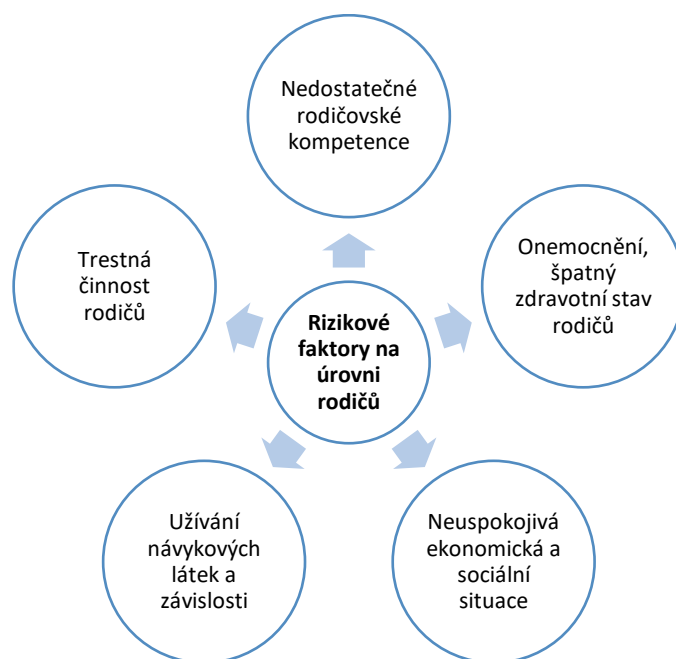 Nedostatečné
rodičovské
kompetence
Onemocnění,
špatný
zdravotní stav
rodičů
Trestná
činnost
rodičů
Rizikové
faktory na
úrovni
rodičů
Užívání
návykových
látek a
závislosti
Neuspokojivá
ekonomická a
sociální
situace